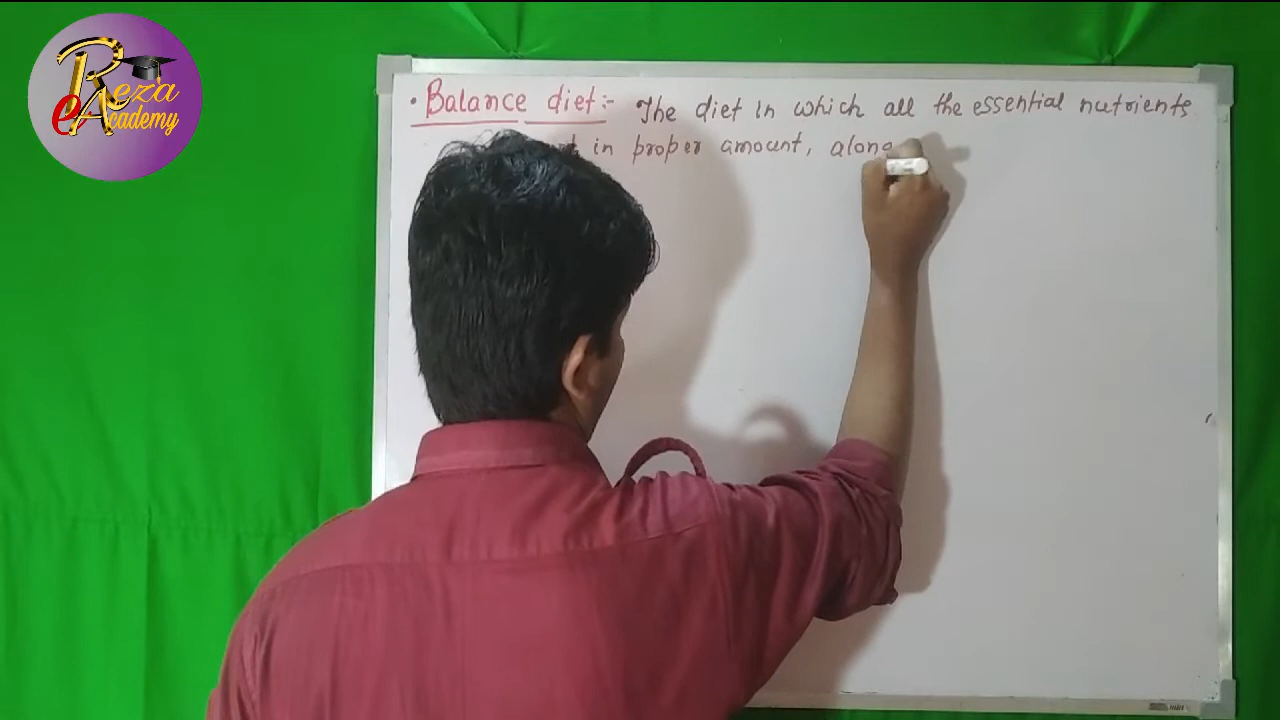 Reza
eAcademy
• Balance diet:- The diet in which all the essential nutrients
in proper amount, along